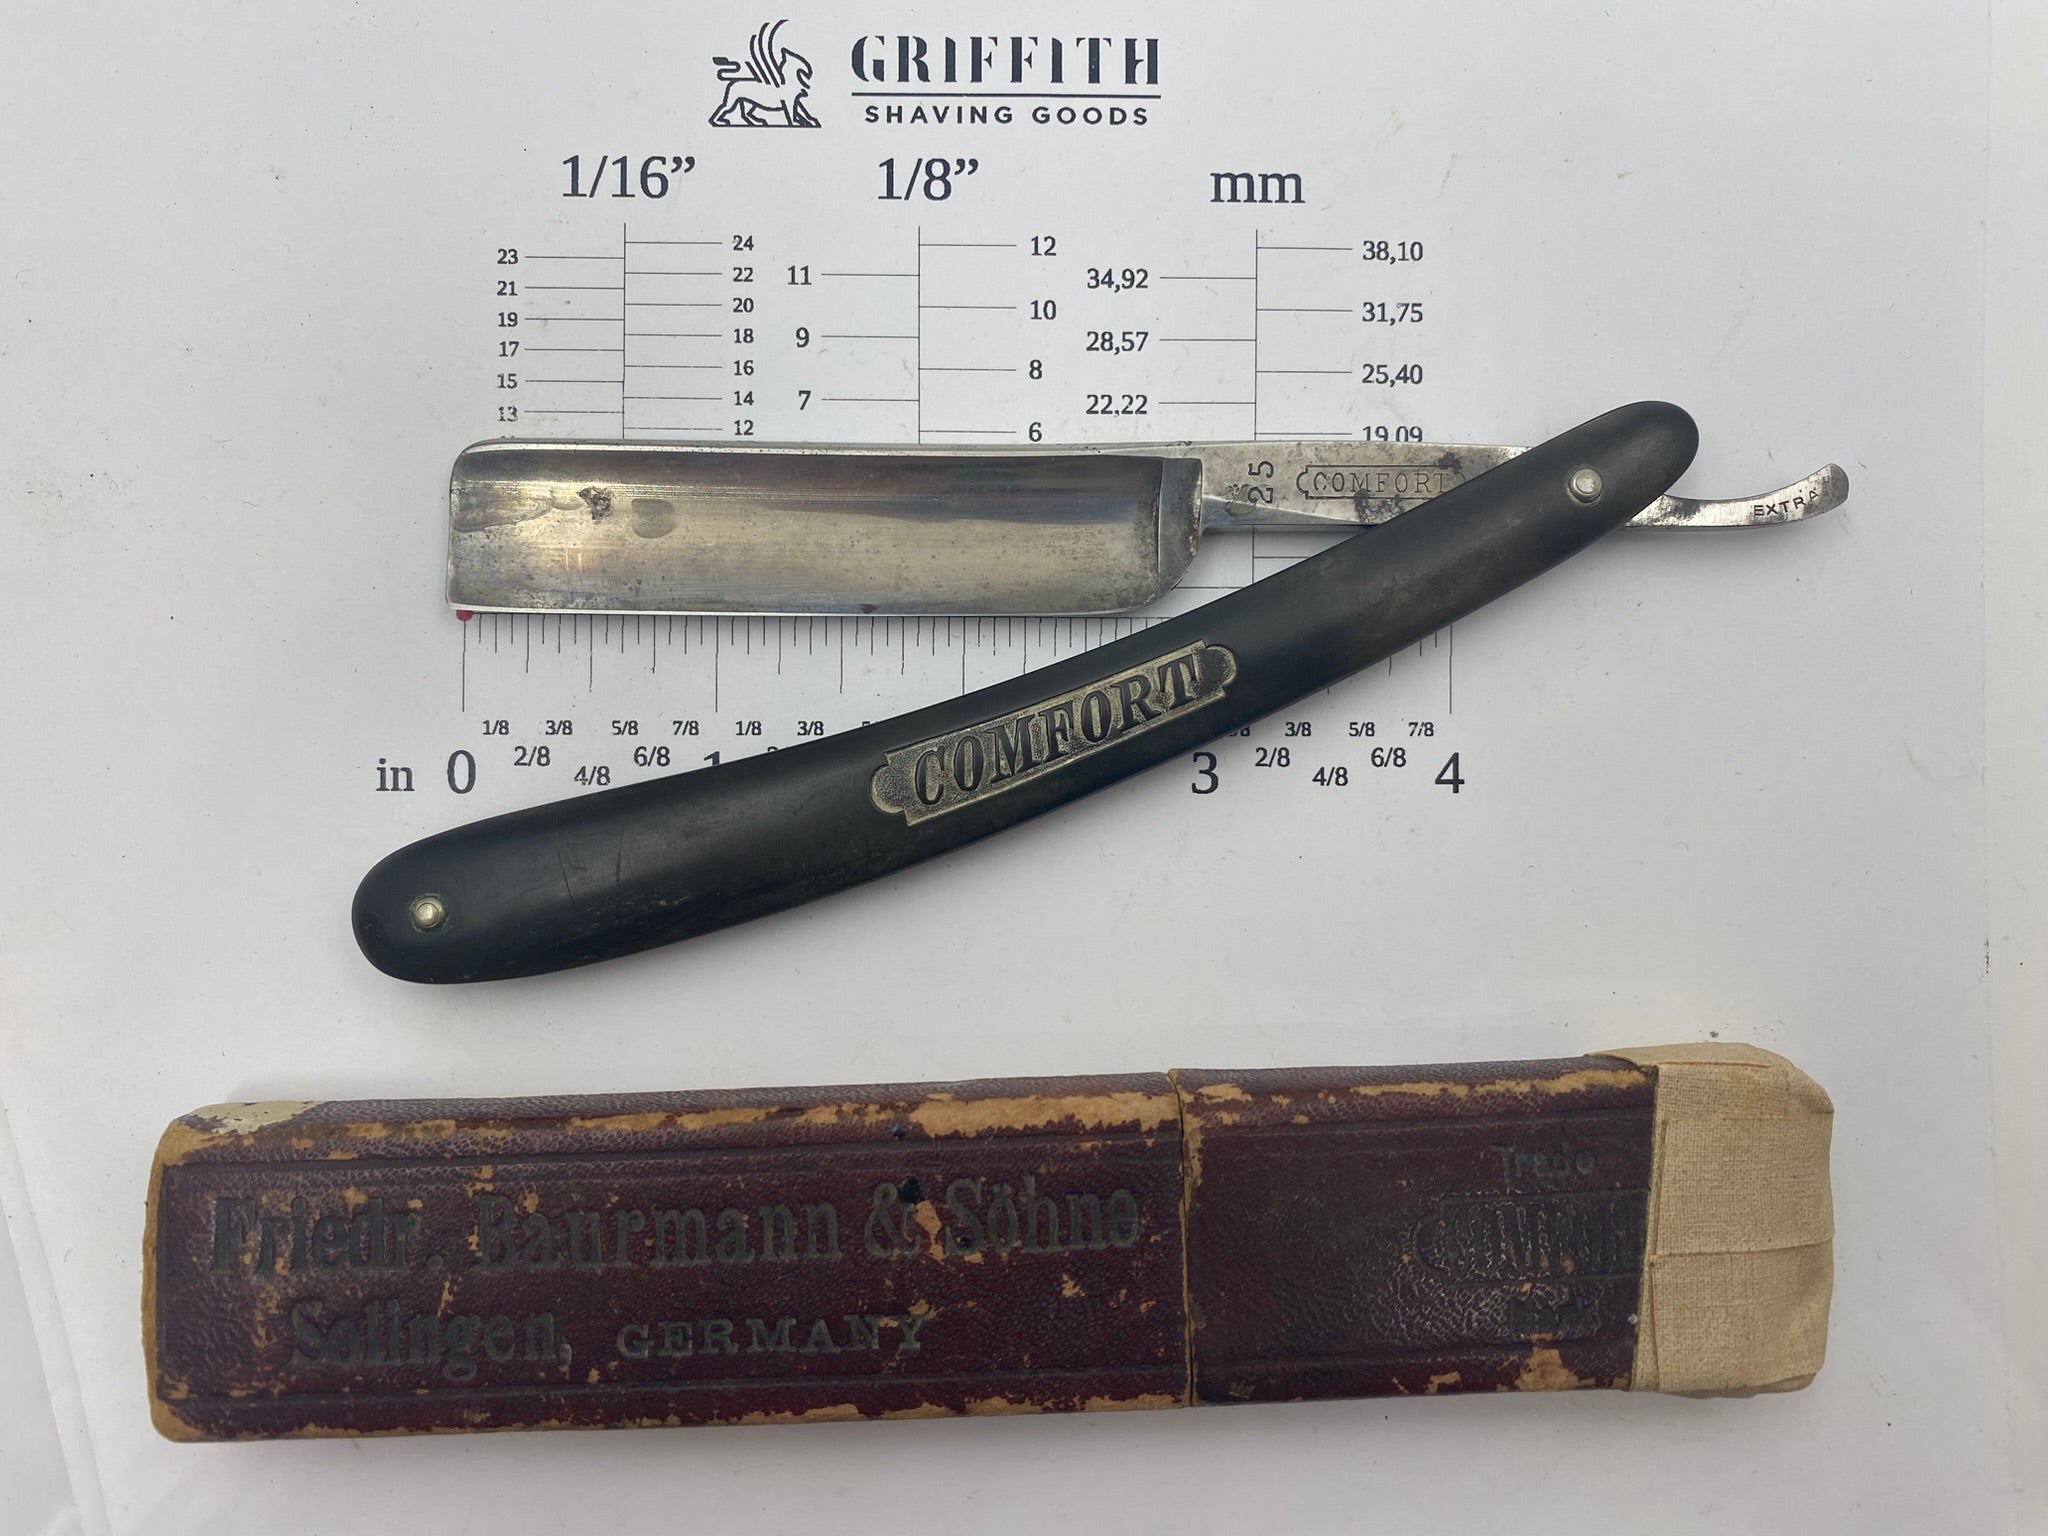 GRIFFITH
SHAVING GOODS
1/16” 1/8” mm
24 12 38,10
23 22 11 34,92
21 20 10 31,75
19 18 9 28,57
17 16 8 25,40
15 14 7 22,22
13 12 6 19,09
25 COMFORT EXTRA
COMFORT
1/8 3/8 5/8 7/8 1/8 3/8 3/8 5/8 7/8
2/8 6/8 2/8 6/8
4/8 4/8
in 0 1 3 4
Friedr. Baurmann & Söhne
Solingen, GERMANY
Trade
COMFORT
Mark